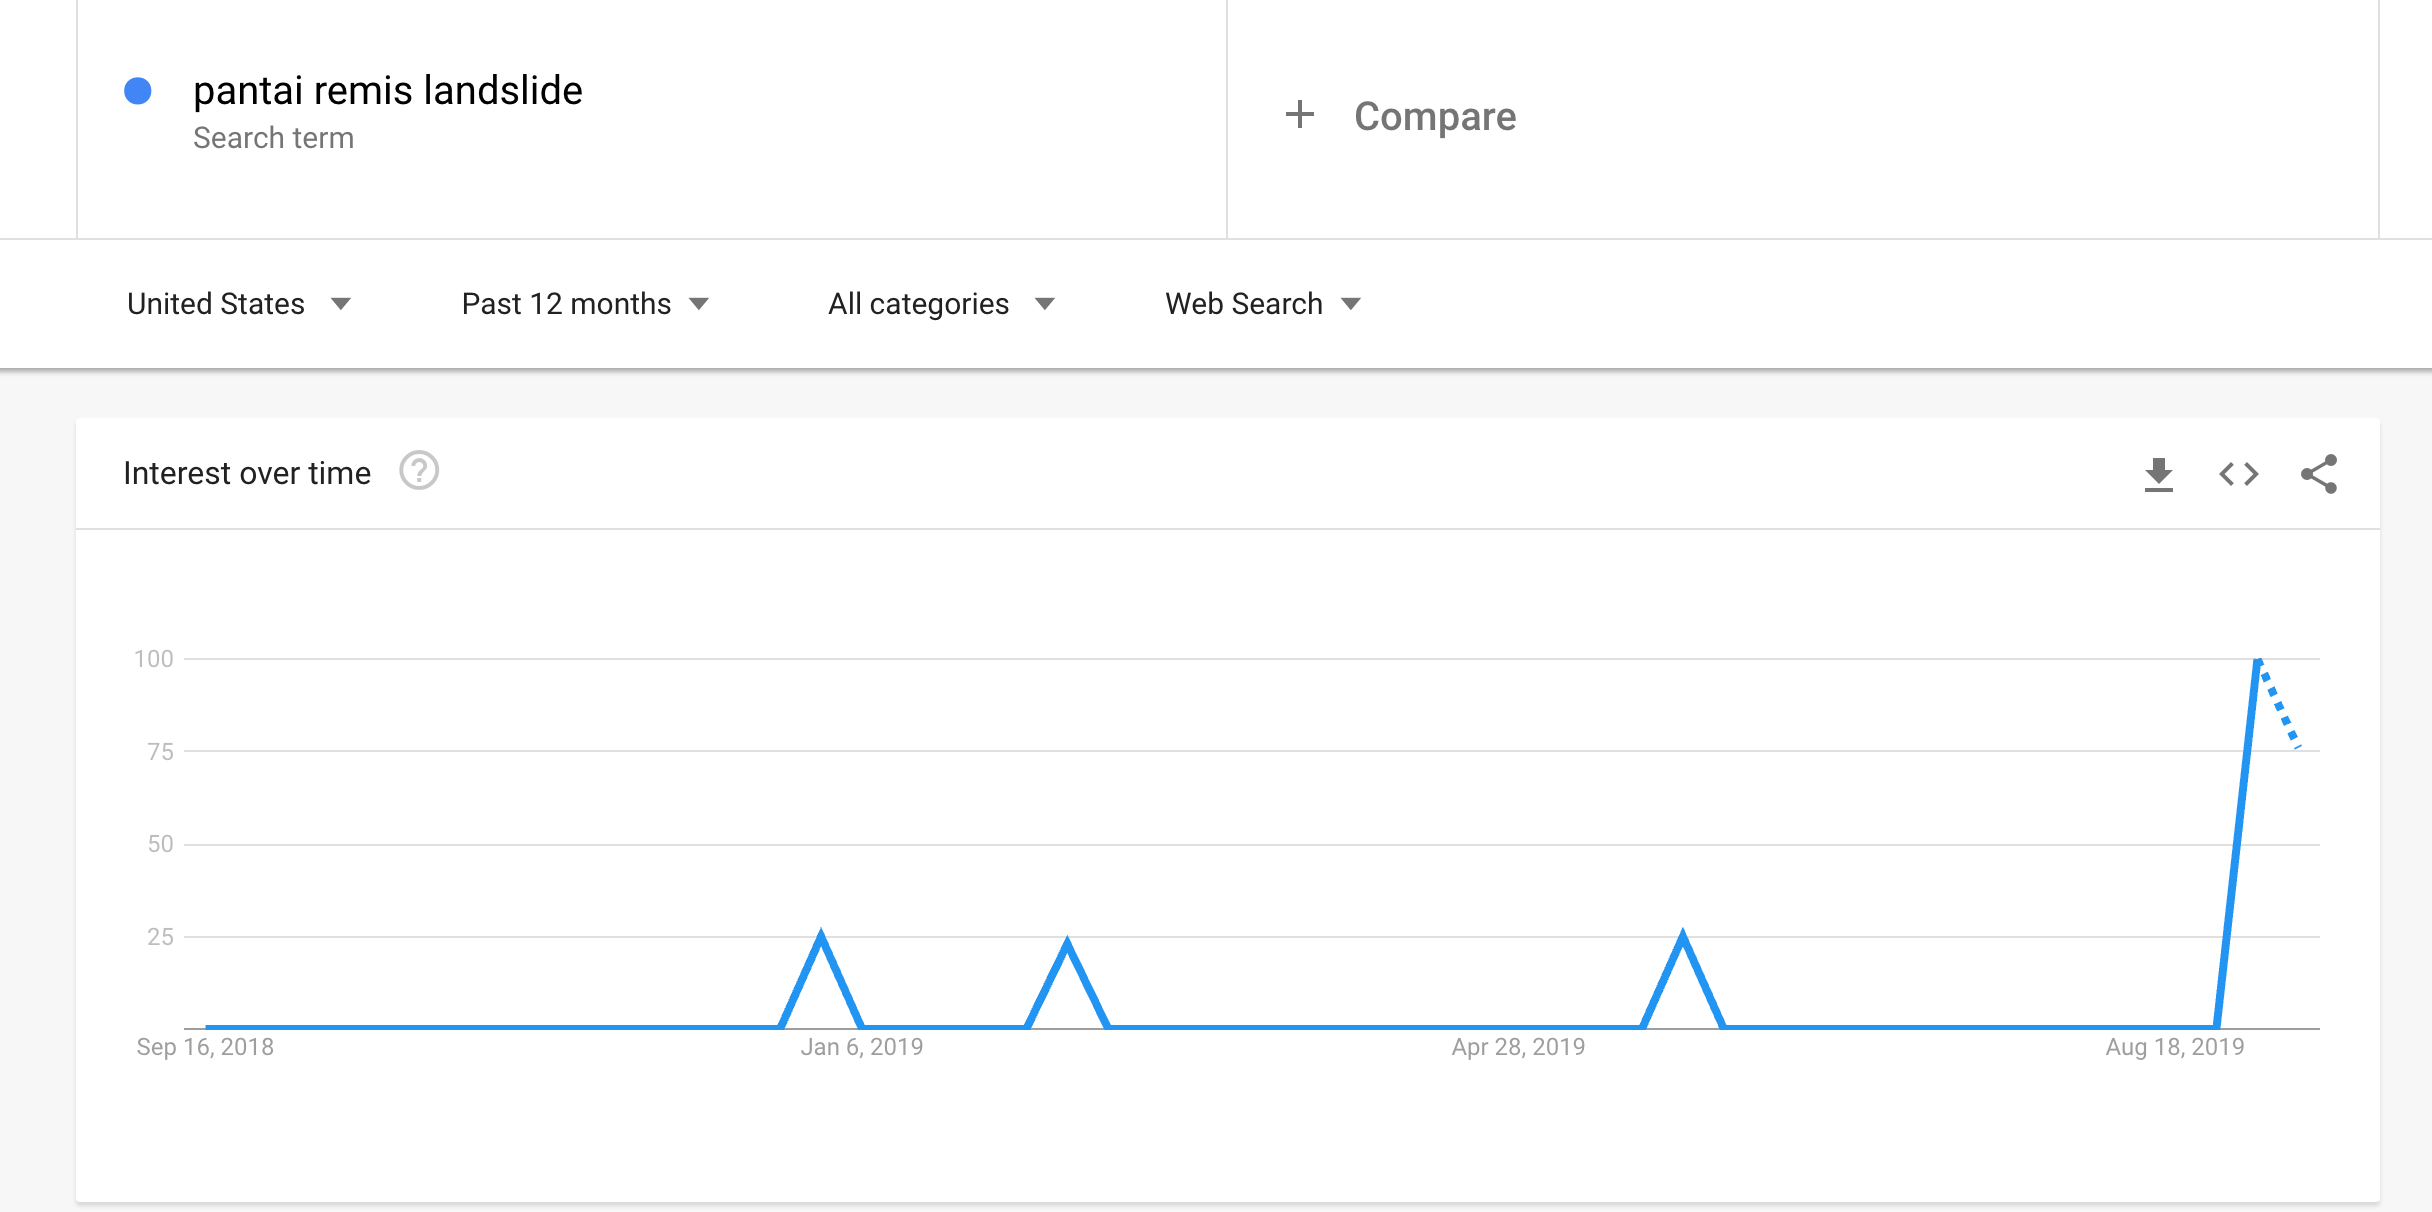 pantai remis landslide
Search term
+ Compare
United States
Past 12 months
All categories
Web Search
Interest over time ?
100
75
50
25
Sep 16, 2018
Jan 6, 2019
Apr 28, 2019
Aug 18, 2019